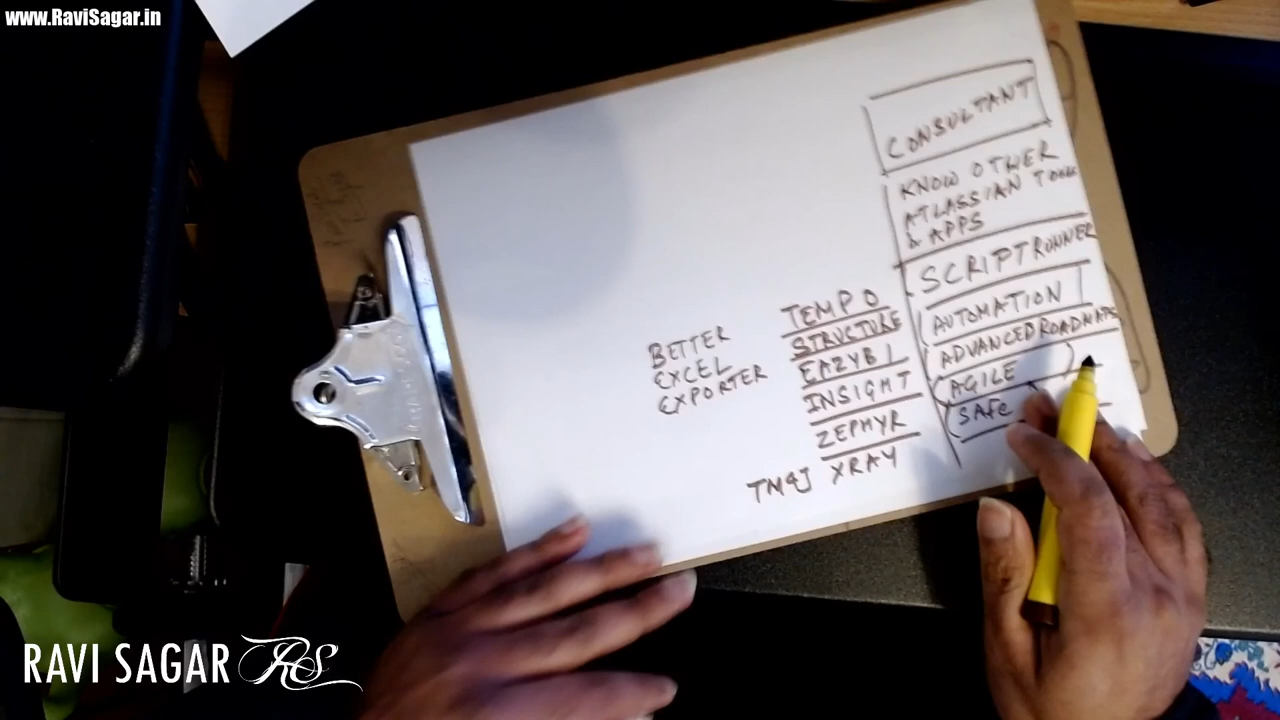 www.RaviSagar.in
CONSULTANT
KNOW OTHER
ATLASSIAN TOOLS
& APPS
SCRIPTRUNNER
AUTOMATION
ADVANCED ROADMAPS
AGILE
SAFe
TEMPO
STRUCTURE
EAZYBI
INSIGHT
ZEPHYR
XRAY
TM4J
BETTER
EXCEL
EXPORTER
RAVI SAGAR RS